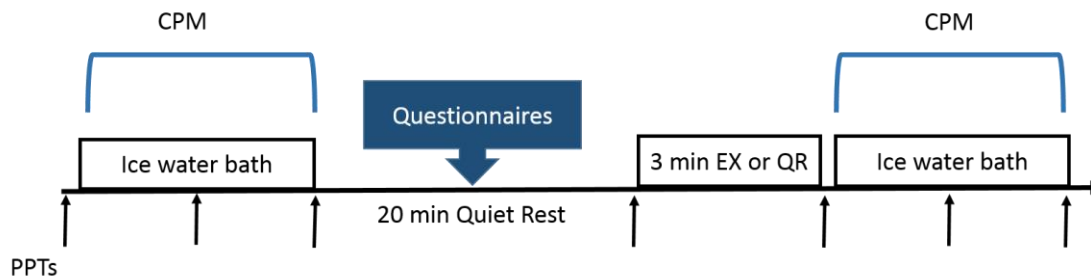 CPM
CPM
Questionnaires
Ice water bath
3 min EX or QR
Ice water bath
20 min Quiet Rest
PPTs